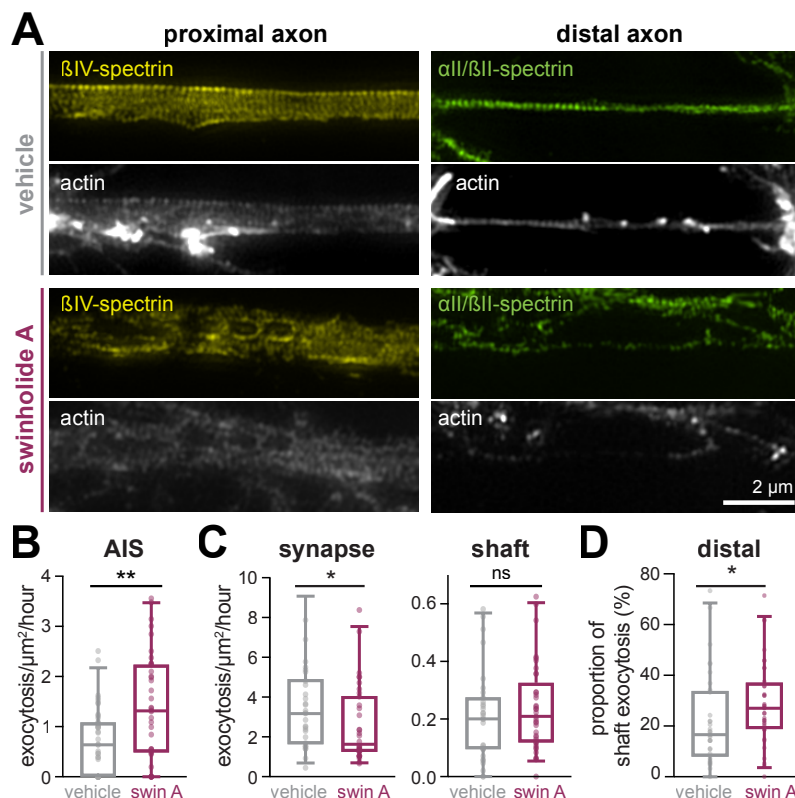 A
proximal axon
distal axon
vehicle
ßIV-spectrin
αII/ßII-spectrin
actin
actin
swinholide A
ßIV-spectrin
αII/ßII-spectrin
actin
actin
2 µm
B
AIS
exocytosis/µm²/hour
4
3
2
1
0
**
vehicle
swin A
C
synapse
exocytosis/µm²/hour
10
8
6
4
2
0
*
vehicle
swin A
shaft
0.6
0.4
0.2
0.0
ns
vehicle
swin A
D
distal
proportion of
shaft exocytosis (%)
80
60
40
20
0
*
vehicle
swin A